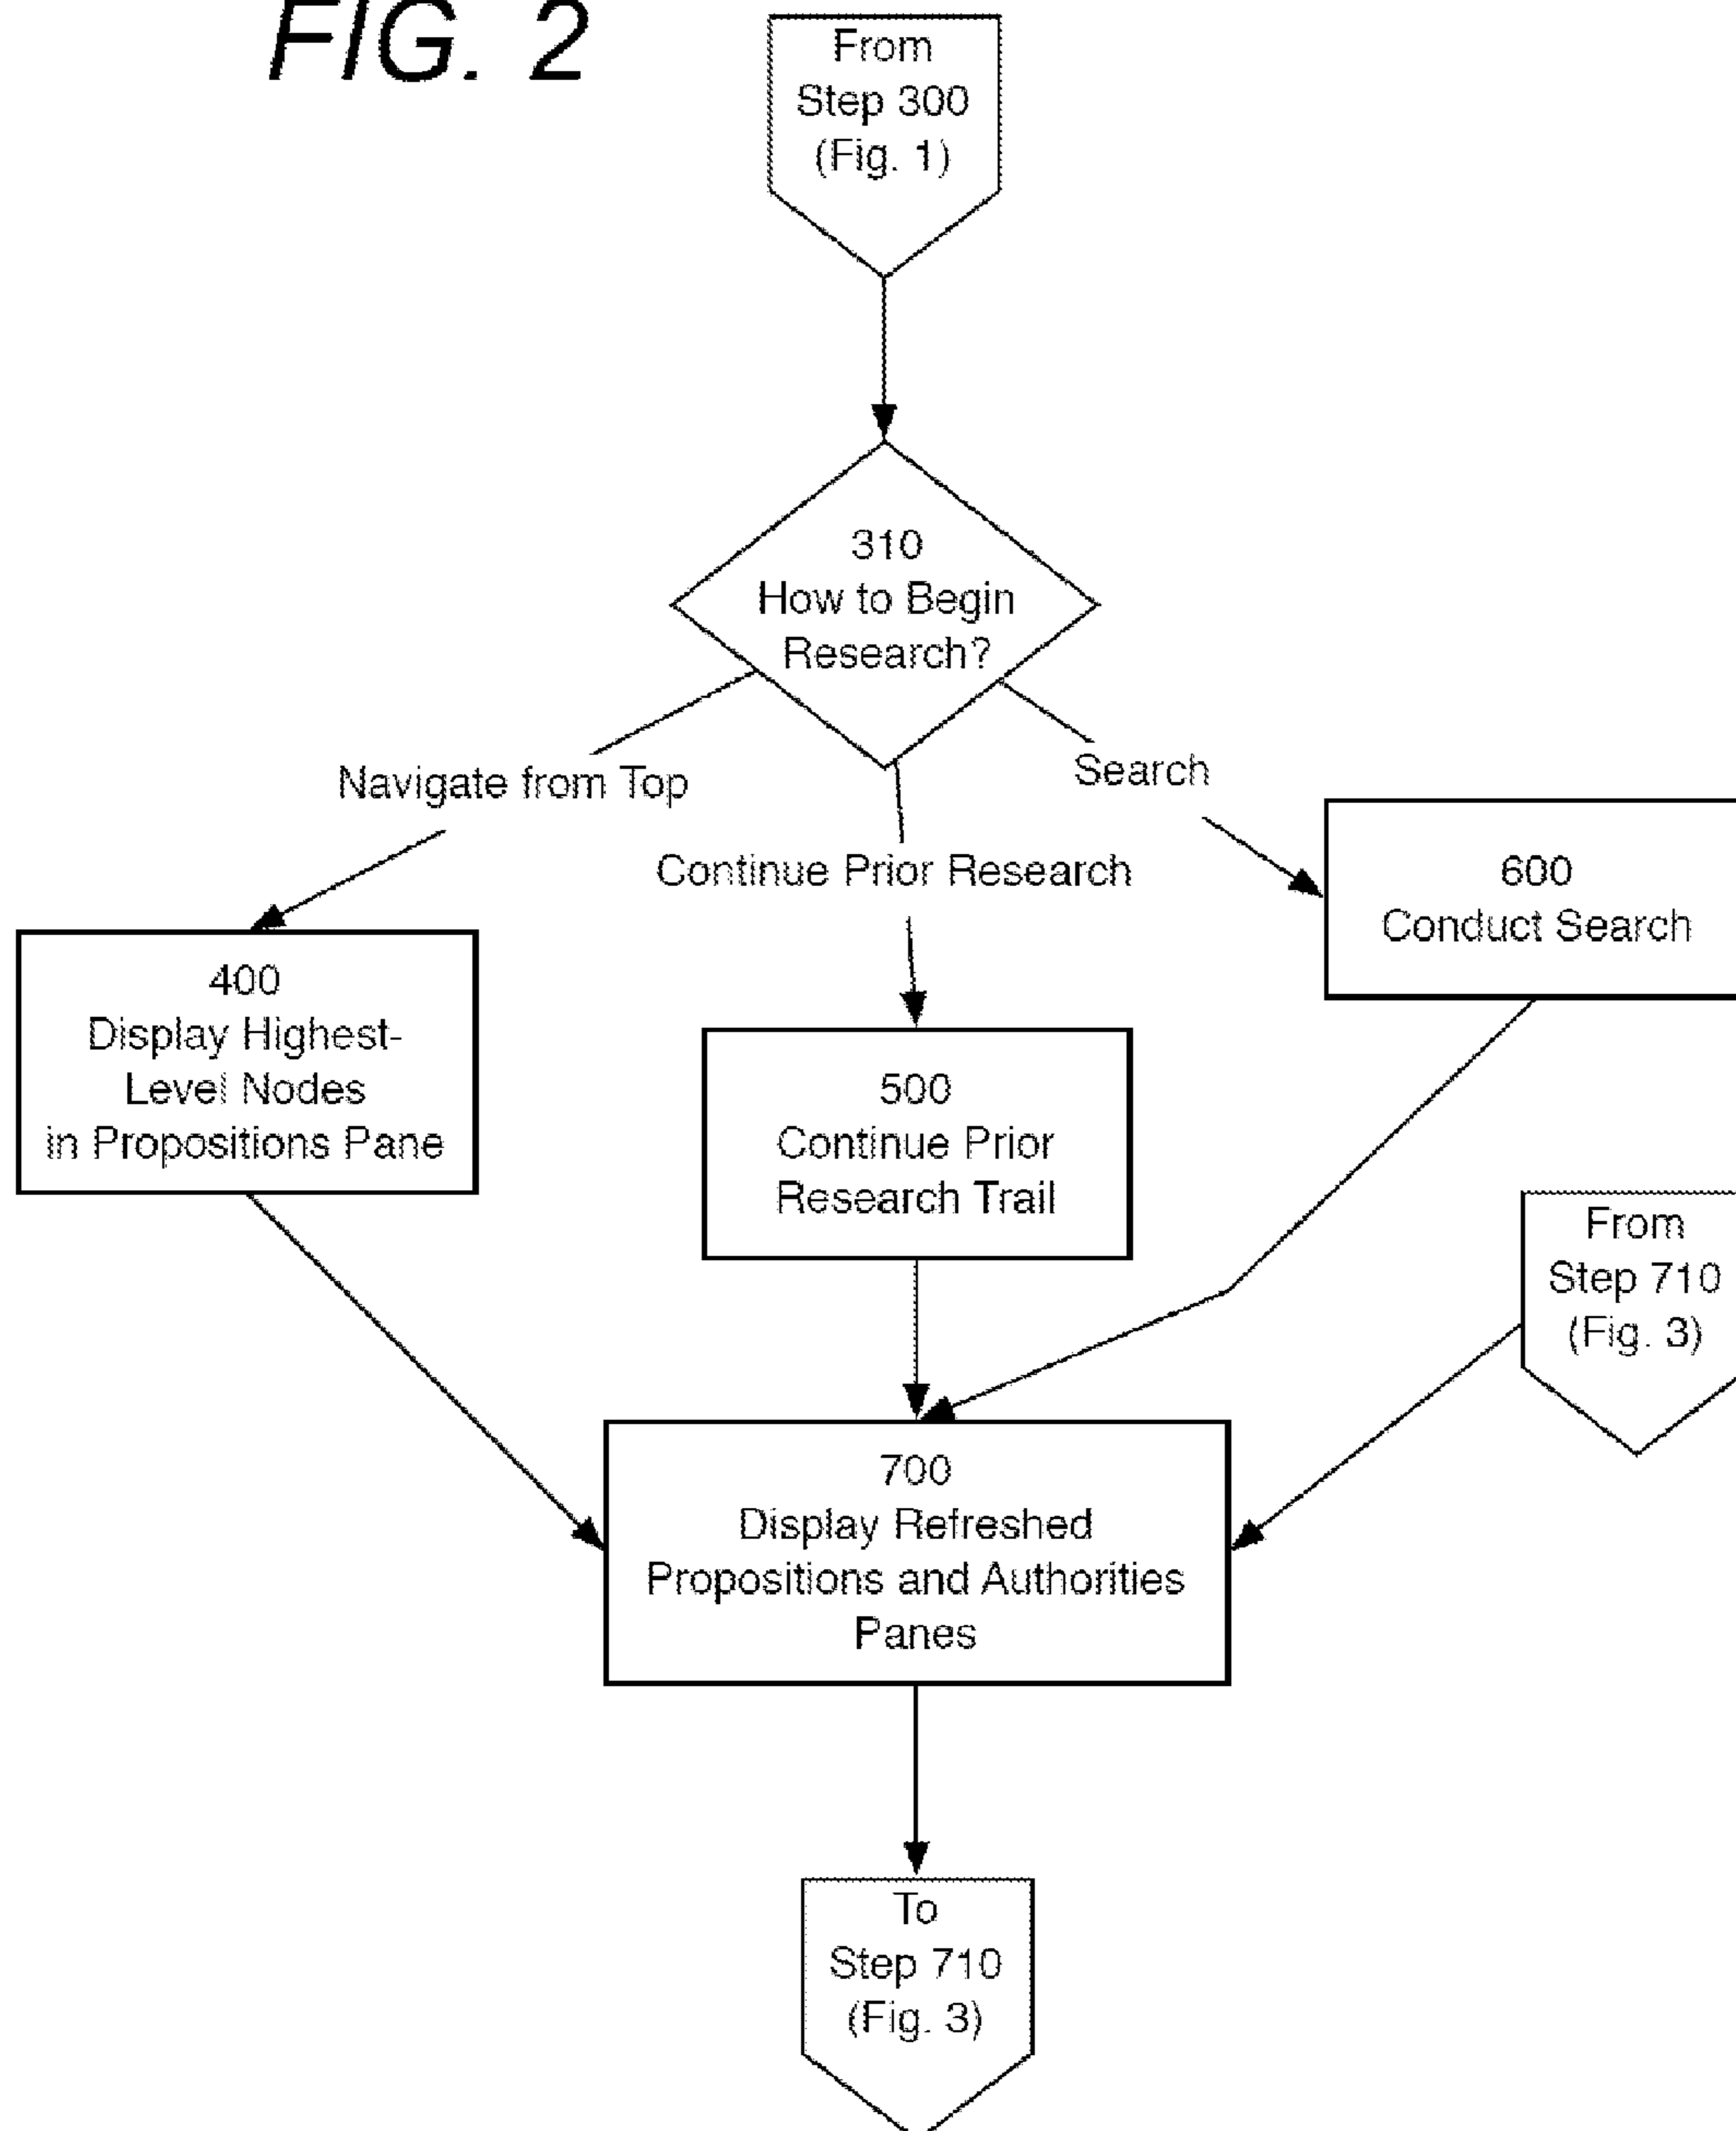 FIG. 2
From
Step 300
(Fig. 1)
310
How to Begin
Research?
Navigate from Top
Search
Continue Prior Research
600
Conduct Search
400
Display Highest-
Level Nodes
in Propositions Pane
500
Continue Prior
Research Trail
From
Step 710
(Fig. 3)
700
Display Refreshed
Propositions and Authorities
Panes
To
Step 710
(Fig. 3)